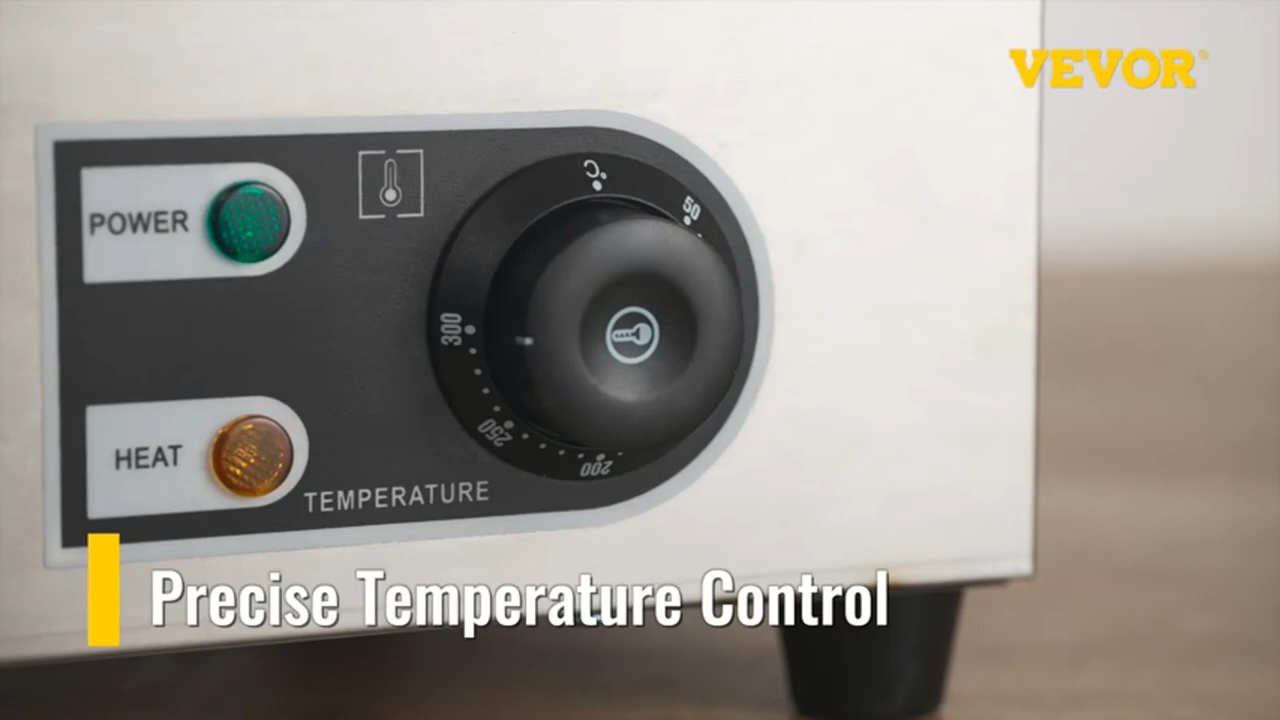 VEVOR®
POWER
°C
50
300
250
200
HEAT
TEMPERATURE
Precise Temperature Control